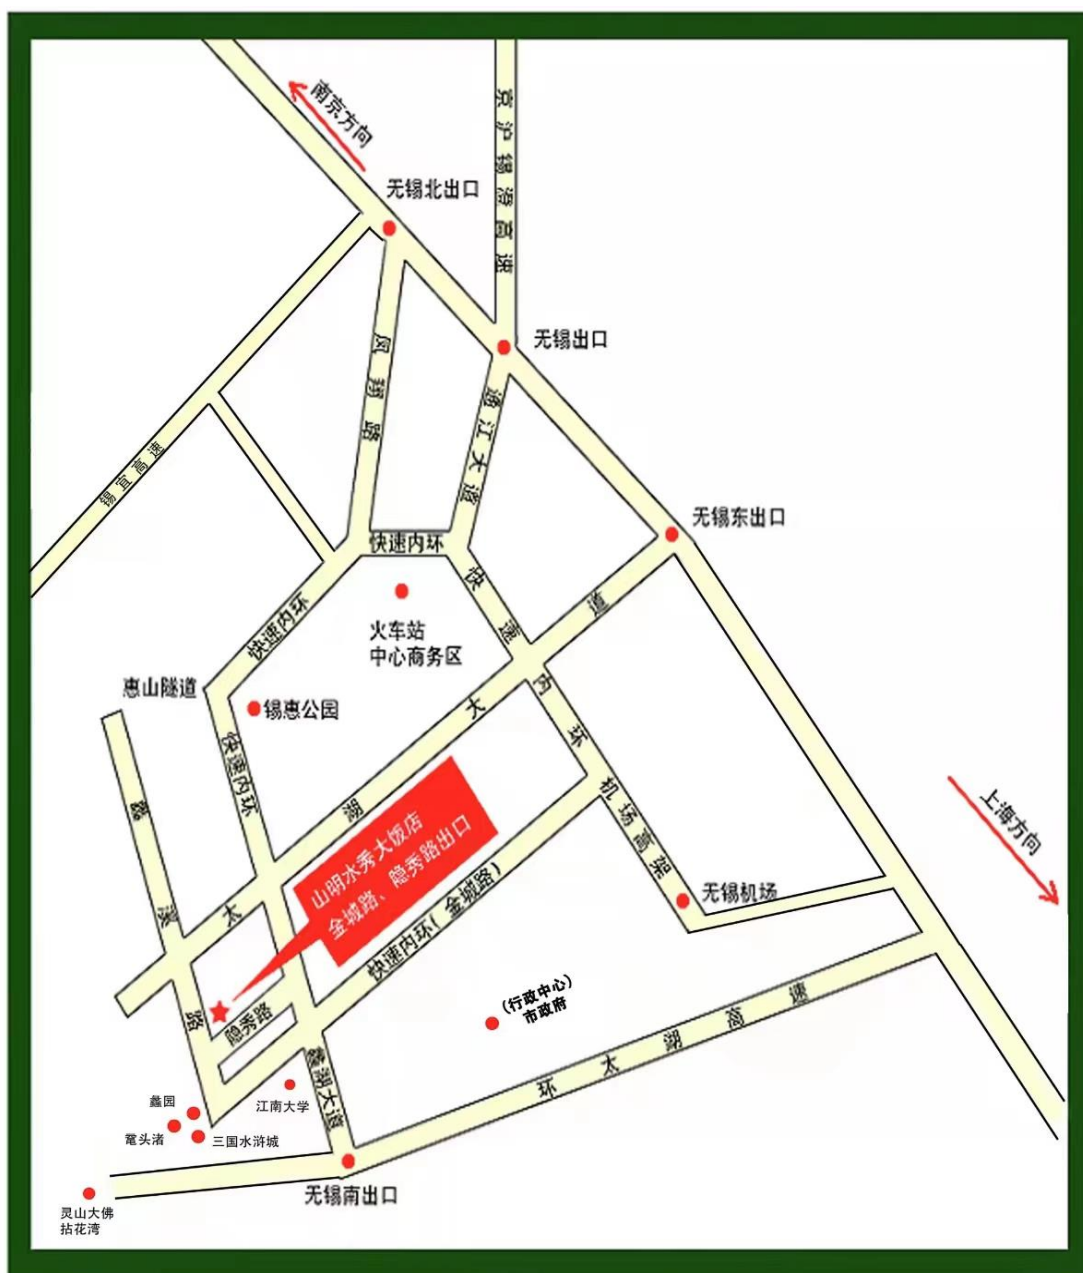 南京方向
京沪锡澄高速
无锡北出口
无锡出口
凤翔路
通江大道
锡宜高速
无锡东出口
快速内环
快速内环
火车站
中心商务区
快速内环
惠山隧道
锡惠公园
快速内环
太湖大道
机场高架
上海方向
山明水秀大饭店
金城路、隐秀路出口
无锡机场
快速内环(金城路)
蠡溪路
隐秀路
(行政中心)
市政府
环太湖高速
蠡湖大道
江南大学
蠡园
鼋头渚
三国水浒城
无锡南出口
灵山大佛
拈花湾